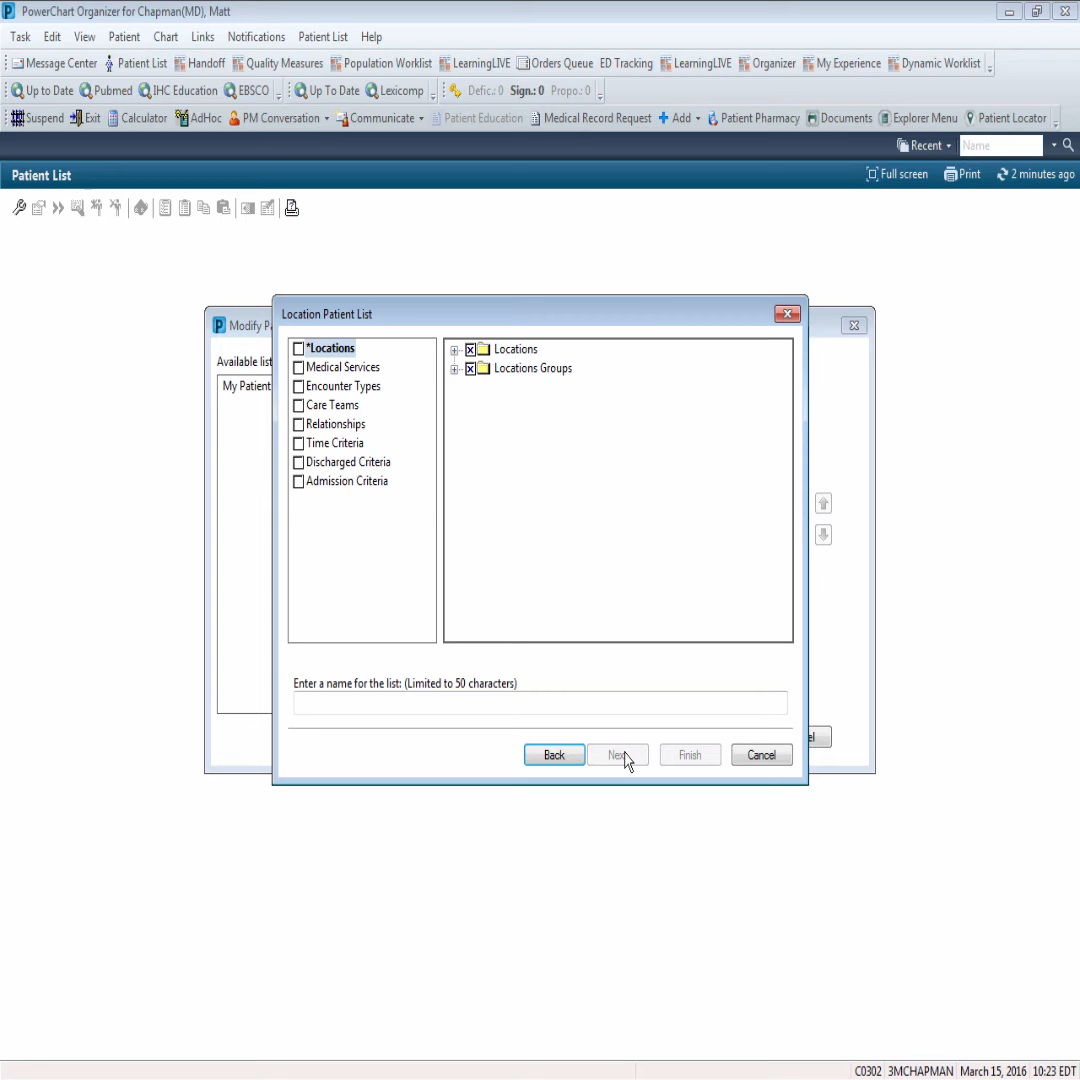 PowerChart Organizer for Chapman(MD), Matt
Task Edit View Patient Chart Links Notifications Patient List Help
Message Center Patient List Handoff Quality Measures Population Worklist LearningLIVE Orders Queue ED Tracking LearningLIVE Organizer My Experience Dynamic Worklist
Up to Date Pubmed IHC Education EBSCO Up To Date Lexicomp Defic.: 0 Sign.: 0 Propo.: 0
Suspend Exit Calculator AdHoc PM Conversation Communicate Patient Education Medical Record Request Add Patient Pharmacy Documents Explorer Menu Patient Locator
Recent Name
Patient List Full screen Print 2 minutes ago
Location Patient List
Modify P
Available list
My Patient
*Locations
Medical Services
Encounter Types
Care Teams
Relationships
Time Criteria
Discharged Criteria
Admission Criteria
Locations
Locations Groups
Enter a name for the list: (Limited to 50 characters)
Back Finish Cancel
C0302 3MCHAPMAN March 15, 2016 10:23 EDT